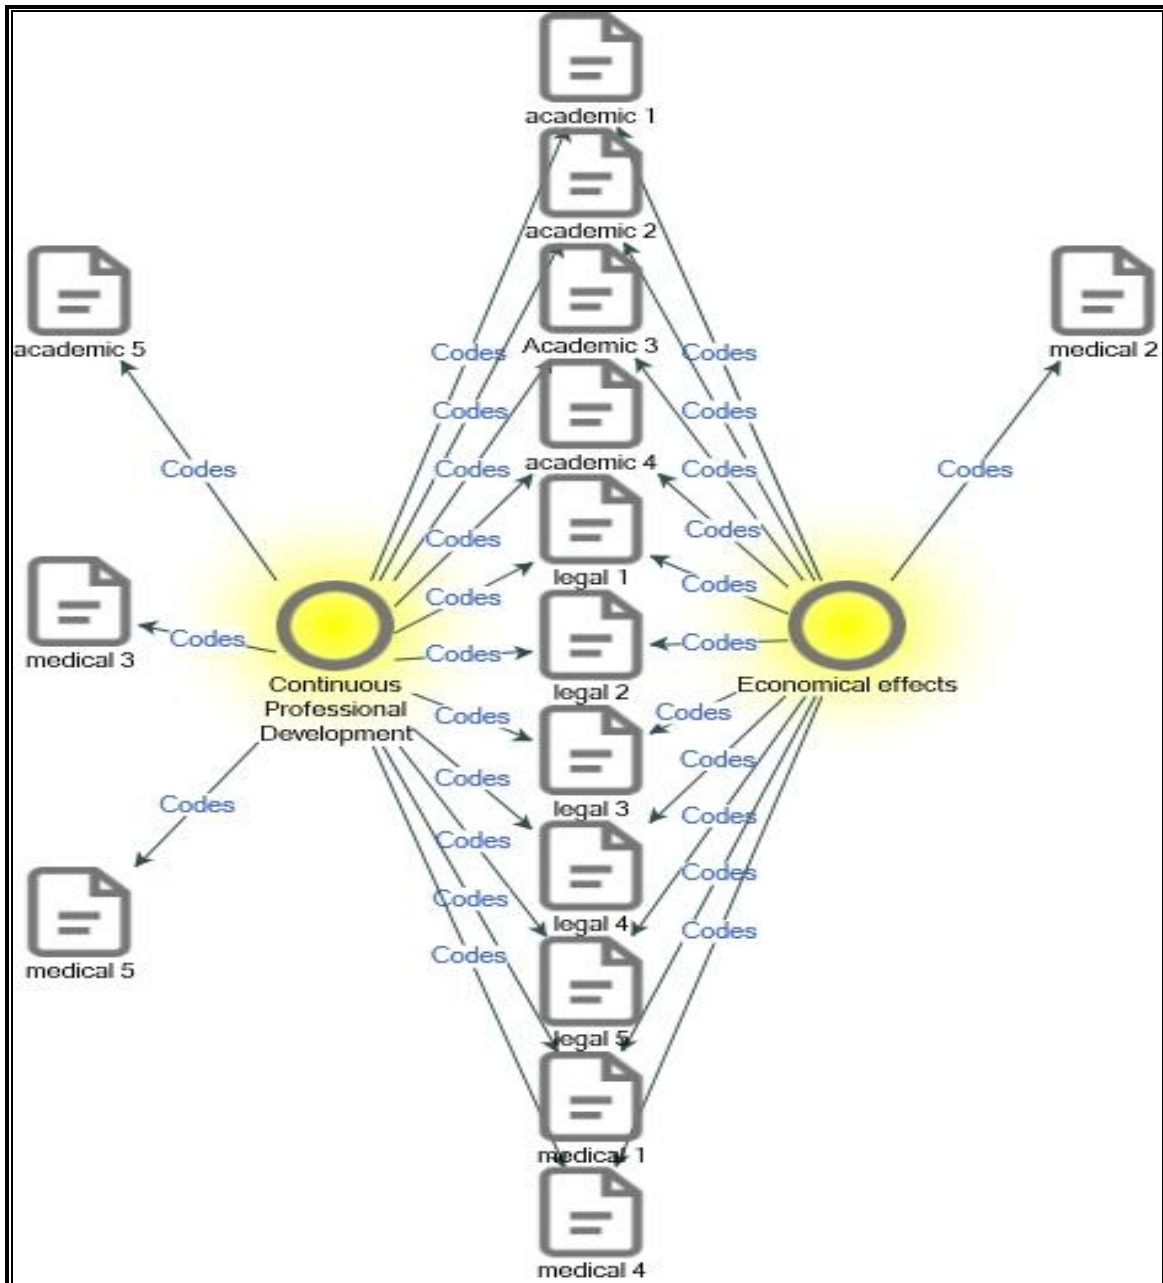 academic 1
academic 2
Academic 3
academic 5
medical 2
Codes
Codes
Codes
Codes
academic 4
Codes
Codes
Codes
Codes
Codes
Codes
legal 1
Codes
Codes
Codes
Codes
Codes
medical 3
legal 2
Continuous
Professional
Development
Economical effects
Codes
Codes
Codes
Codes
Codes
legal 3
Codes
Codes
Codes
Codes
legal 4
Codes
Codes
medical 5
legal 5
medical 1
medical 4